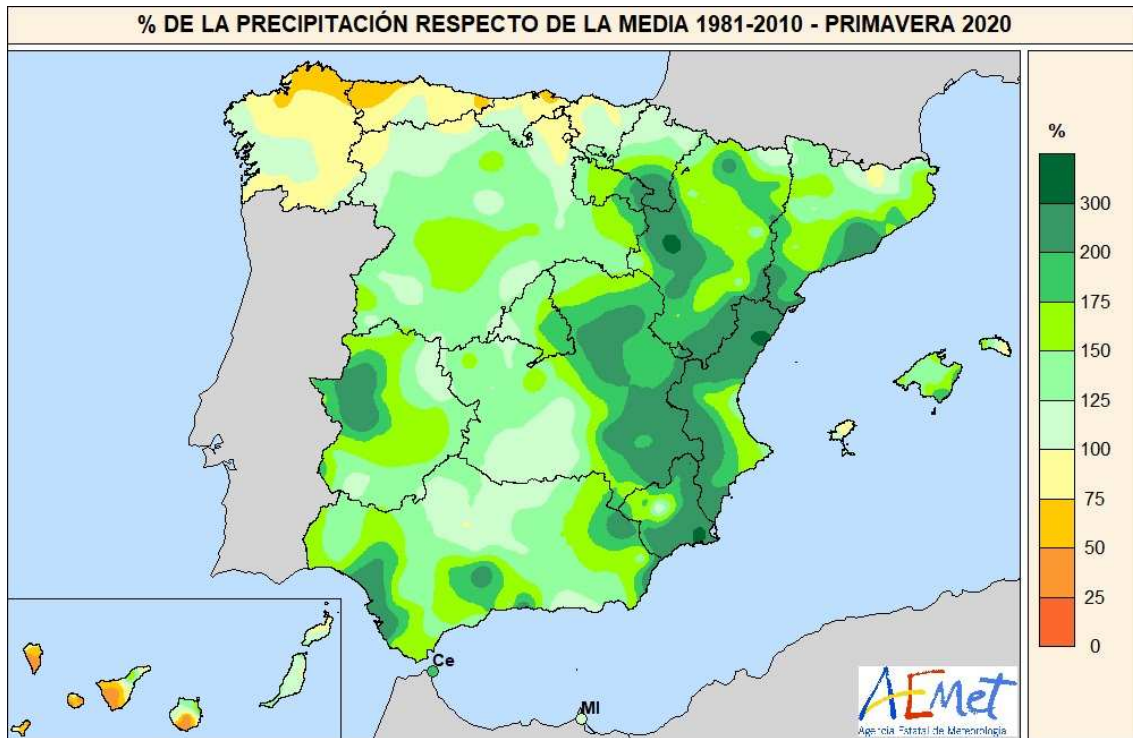 % DE LA PRECIPITACIÓN RESPECTO DE LA MEDIA 1981-2010 - PRIMAVERA 2020
%
300
200
175
150
125
100
75
50
25
0
Ce
Ml
AEMet
Agencia Estatal de Meteorología